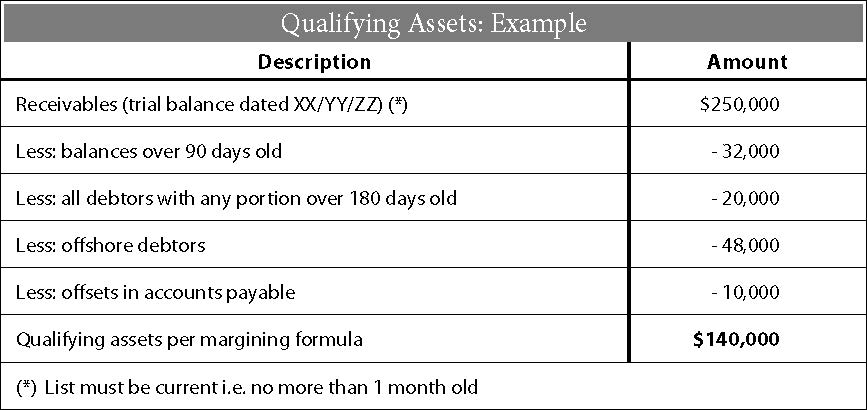 Qualifying Assets: Example
Description Amount
Receivables (trial balance dated XX/YY/ZZ) (*) $250,000
Less: balances over 90 days old - 32,000
Less: all debtors with any portion over 180 days old - 20,000
Less: offshore debtors - 48,000
Less: offsets in accounts payable - 10,000
Qualifying assets per margining formula $140,000
(*) List must be current i.e. no more than 1 month old